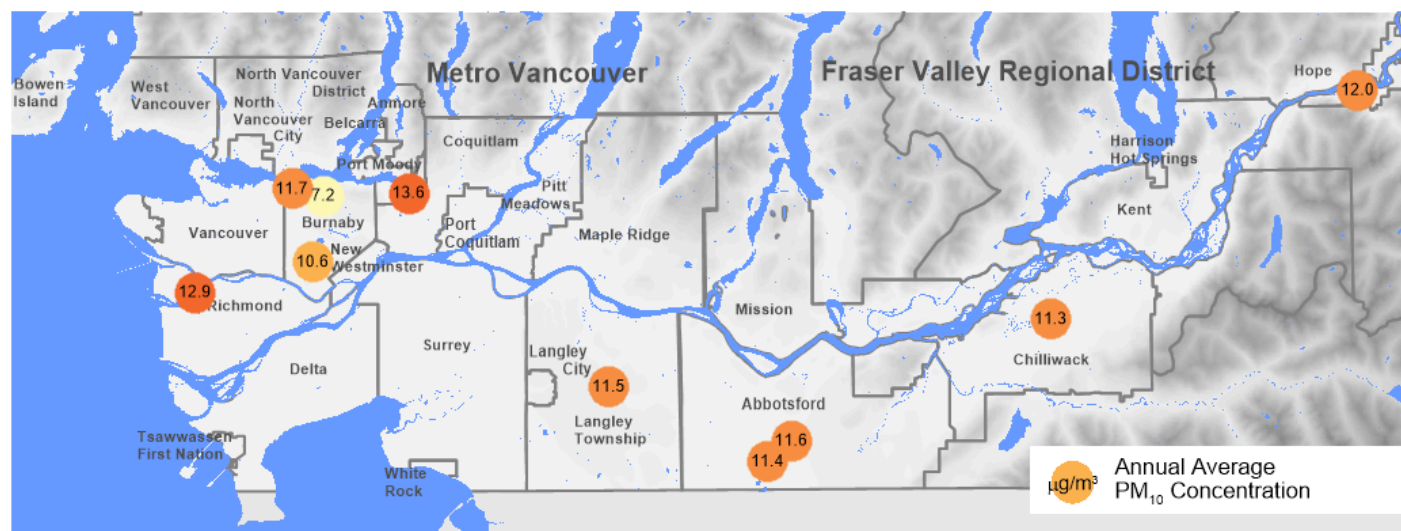 Metro Vancouver
Fraser Valley Regional District
Hope
12.0
Bowen
Island
West
Vancouver
North Vancouver
District
North
Vancouver
City
Anmore
Belcarra
Port Moody
Coquitlam
Harrison
Hot Springs
11.7
7.2
13.6
Pitt
Meadows
Kent
Burnaby
Vancouver
Port
Coquitlam
Maple Ridge
New
Westminster
10.6
12.9
Richmond
Mission
11.3
Surrey
Langley
City
Chilliwack
Delta
11.5
Abbotsford
Langley
Township
11.6
11.4
Tsawwassen
First Nation
White
Rock
µg/m³
Annual Average
PM₁₀ Concentration